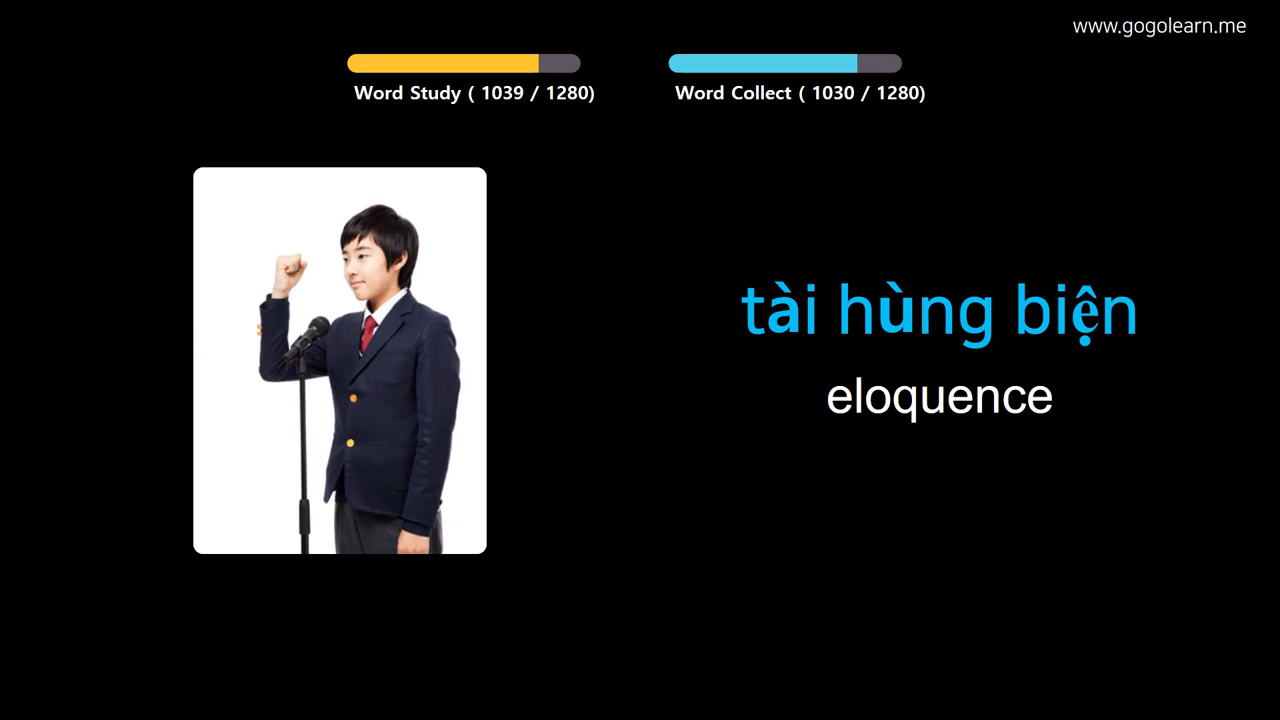 www.gogolearn.me
Word Study ( 1039 / 1280)
Word Collect ( 1030 / 1280)
tài hùng biện
eloquence